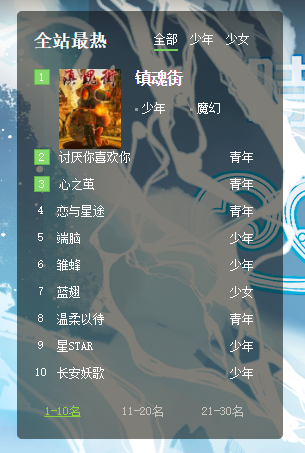 全站最热 全部 少年 少女
1 镇魂街
少年 魔幻
2 讨厌你喜欢你 青年
3 心之茧 青年
4 恋与星途 青年
5 端脑 少年
6 雏蜂 少年
7 蓝翅 少女
8 温柔以待 青年
9 星STAR 少年
10 长安妖歌 少年
1-10名 11-20名 21-30名